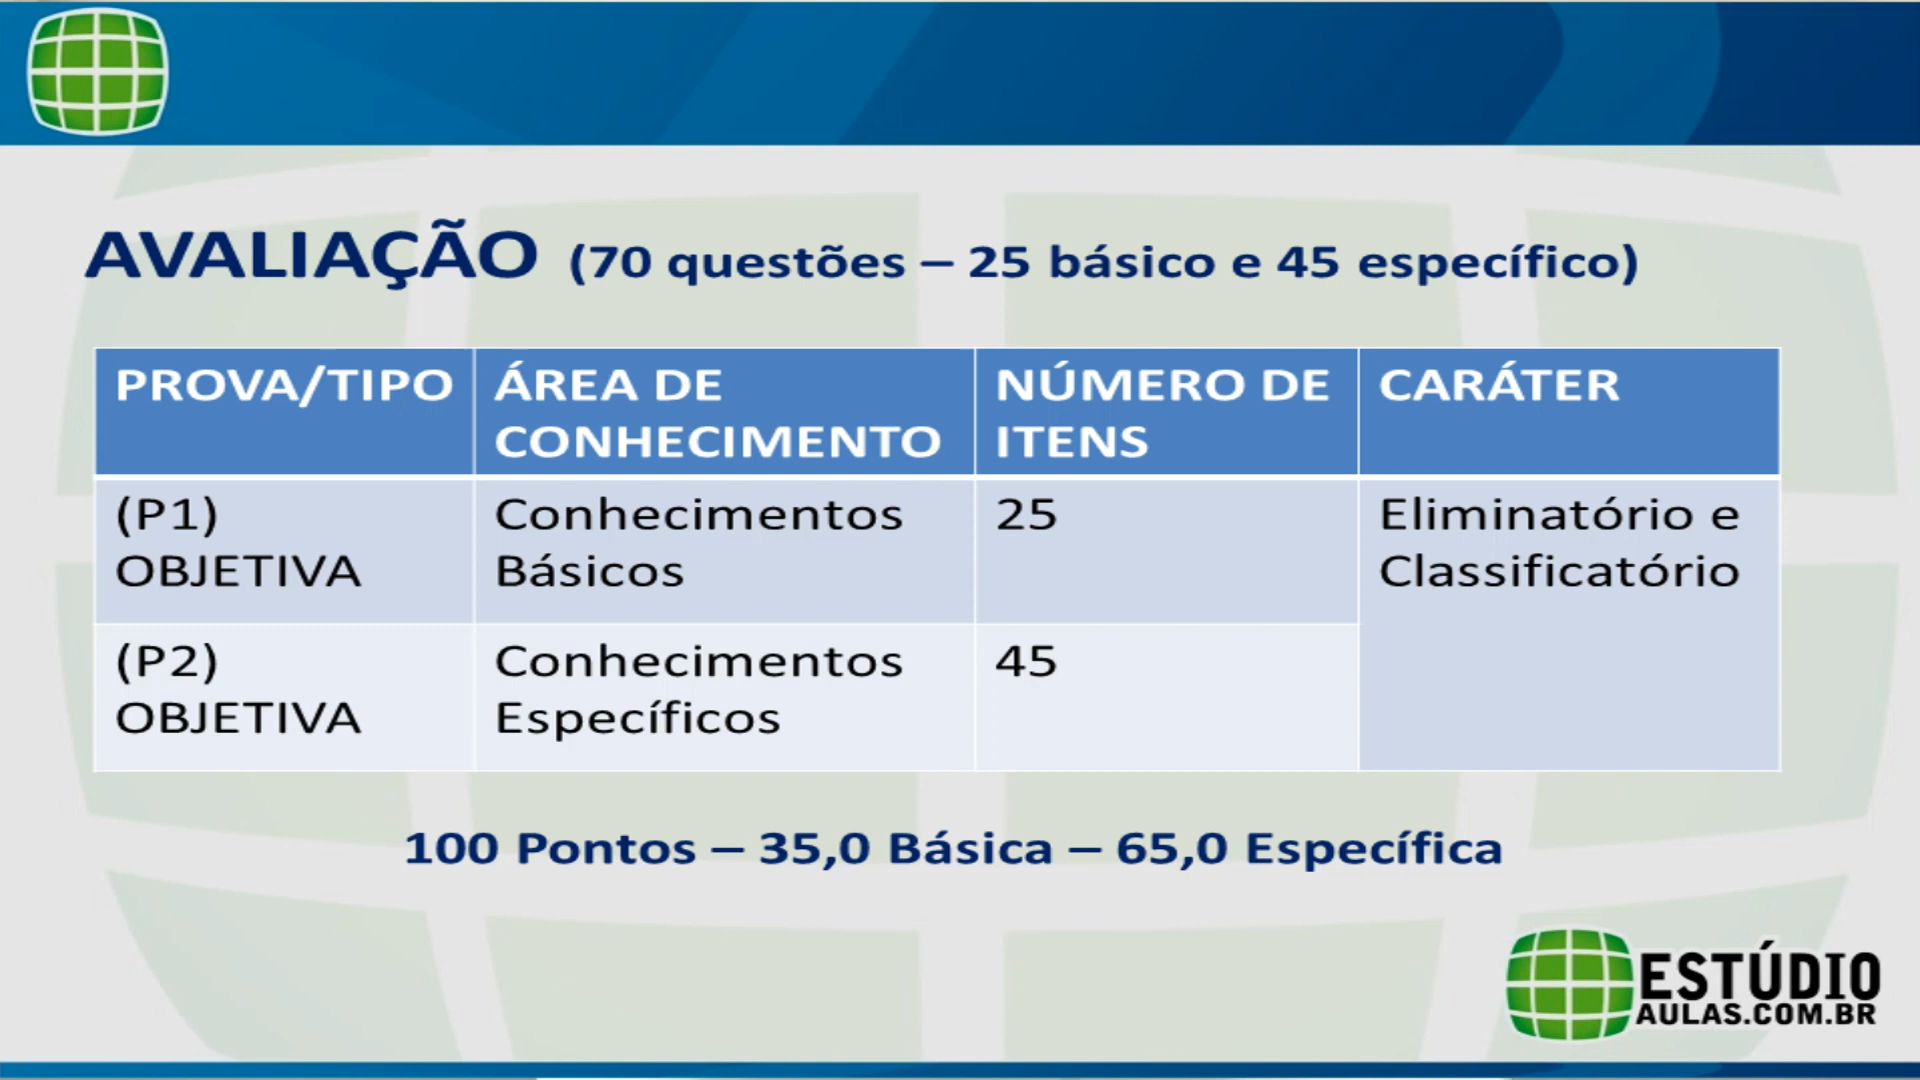 AVALIAÇÃO (70 questões – 25 básico e 45 específico)
PROVA/TIPO
ÁREA DE
CONHECIMENTO
NÚMERO DE
ITENS
CARÁTER
(P1)
OBJETIVA
Conhecimentos
Básicos
25
Eliminatório e
Classificatório
(P2)
OBJETIVA
Conhecimentos
Específicos
45
100 Pontos – 35,0 Básica – 65,0 Específica
ESTÚDIO
AULAS.COM.BR